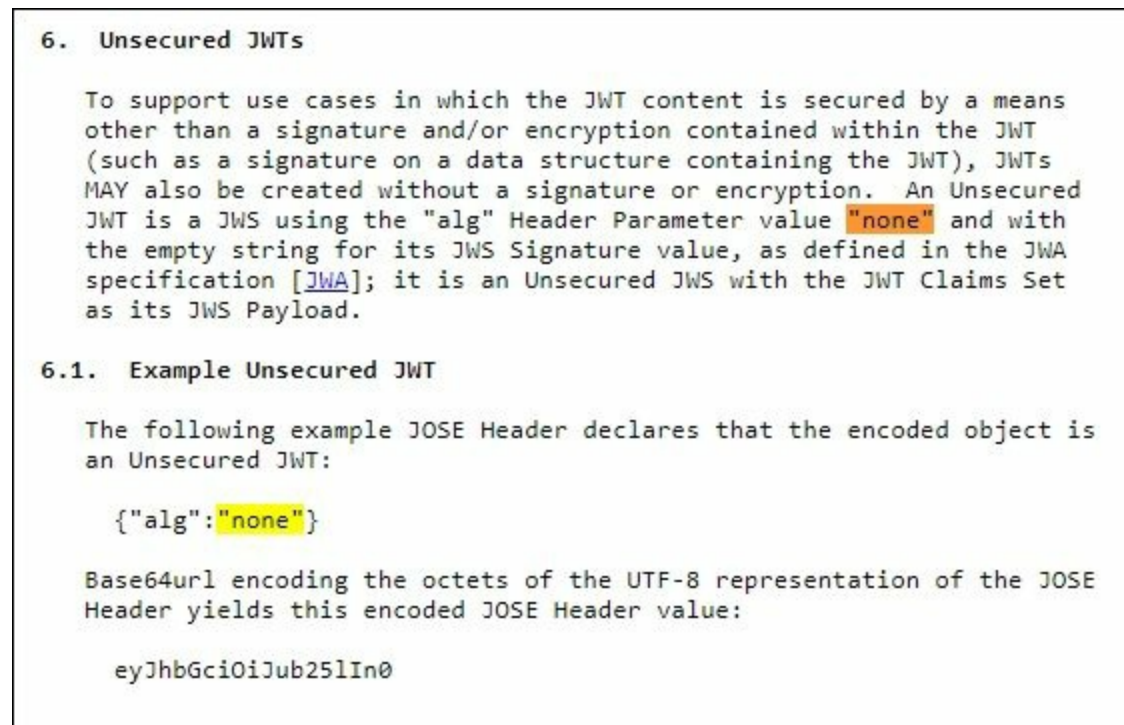 6. Unsecured JWTs
To support use cases in which the JWT content is secured by a means
other than a signature and/or encryption contained within the JWT
(such as a signature on a data structure containing the JWT), JWTs
MAY also be created without a signature or encryption. An Unsecured
JWT is a JWS using the "alg" Header Parameter value "none" and with
the empty string for its JWS Signature value, as defined in the JWA
specification [JWA]; it is an Unsecured JWS with the JWT Claims Set
as its JWS Payload.
6.1. Example Unsecured JWT
The following example JOSE Header declares that the encoded object is
an Unsecured JWT:
{"alg":"none"}
Base64url encoding the octets of the UTF-8 representation of the JOSE
Header yields this encoded JOSE Header value:
eyJhbGciOiJub25lIn0